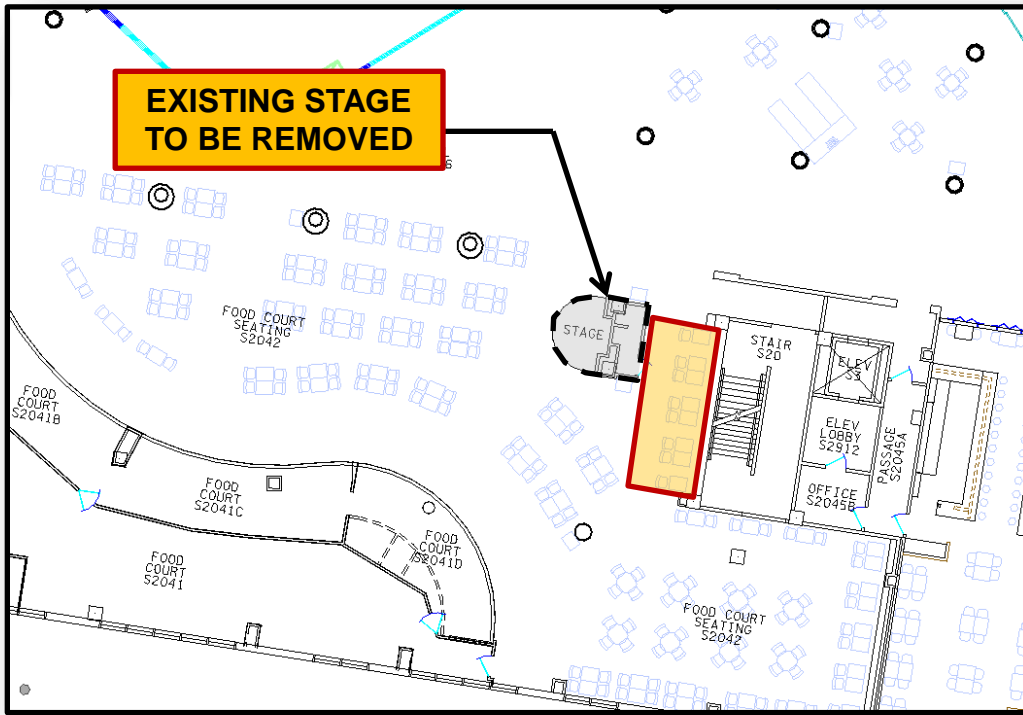 EXISTING STAGE
TO BE REMOVED
STAGE
FOOD COURT
SEATING
S2042
STAIR
S2D
ELEV
S3
ELEV
LOBBY
S2912
PASSAGE
S2045A
OFFICE
S2045B
FOOD
COURT
S2041B
FOOD
COURT
S2041C
FOOD
COURT
S2041D
FOOD
COURT
S2041
FOOD COURT
SEATING
S2042